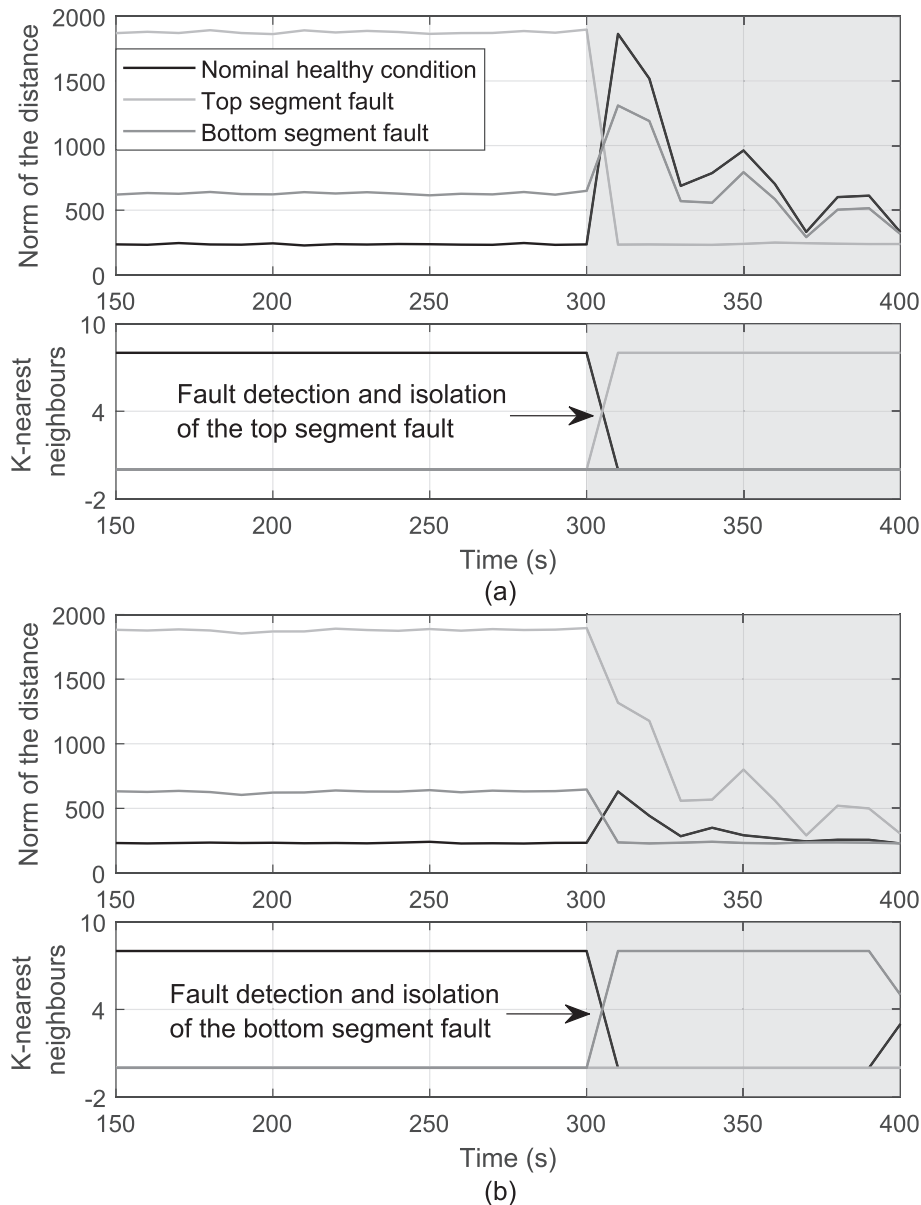 Norm of the distance
2000
1500
1000
500
0
Nominal healthy condition
Top segment fault
Bottom segment fault
150
200
250
300
350
400
K-nearest
neighbours
10
4
-2
Fault detection and isolation
of the top segment fault
150
200
250
300
350
400
Time (s)
(a)
Norm of the distance
2000
1500
1000
500
0
150
200
250
300
350
400
K-nearest
neighbours
10
4
-2
Fault detection and isolation
of the bottom segment fault
150
200
250
300
350
400
Time (s)
(b)